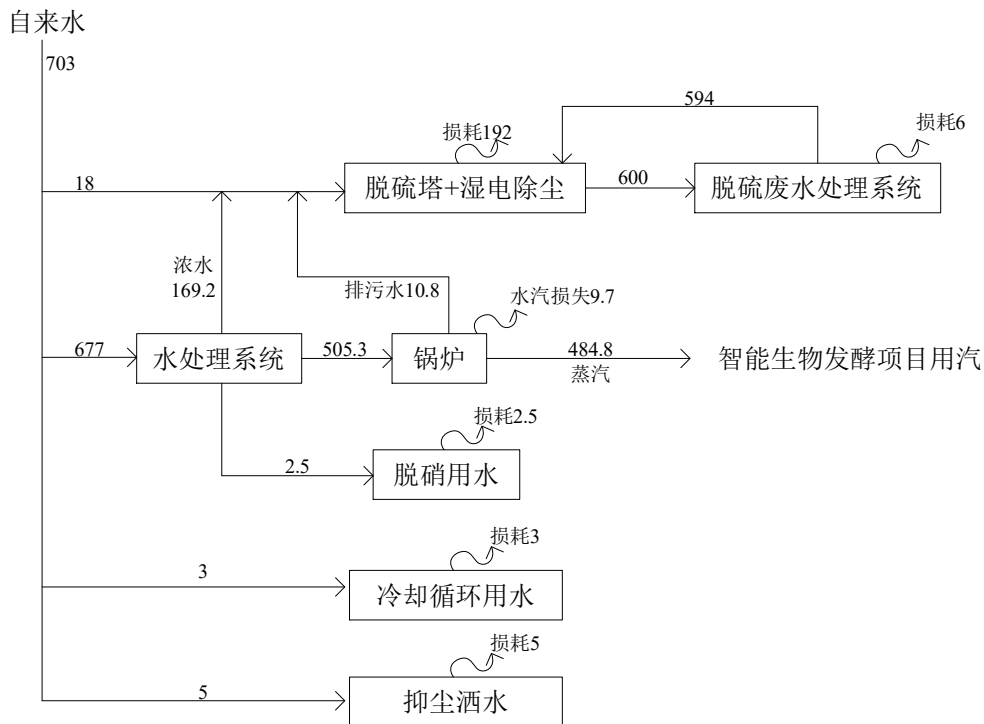 自来水
703
594
损耗192
损耗6
18
脱硫塔+湿电除尘
600
脱硫废水处理系统
浓水
169.2
排污水10.8
水汽损失9.7
677
水处理系统
505.3
锅炉
484.8
蒸汽
智能生物发酵项目用汽
损耗2.5
2.5
脱硝用水
损耗3
3
冷却循环用水
损耗5
5
抑尘洒水